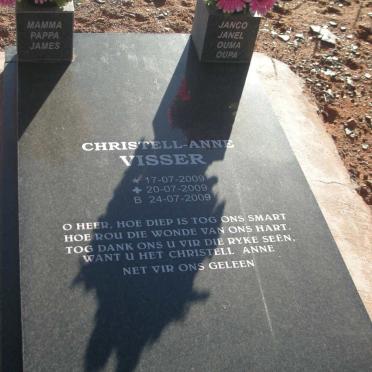 MAMMA
PAPPA
JAMES
JANCO
JANEL
OUMA
OUPA
CHRISTELL-ANNE
VISSER
17-07-2009
20-07-2009
B 24-07-2009
O HEER, HOE DIEP IS TOG ONS SMART
HOE ROU DIE WONDE VAN ONS HART.
TOG DANK ONS U VIR DIE RYKE SEËN,
WANT U HET CHRISTELL ANNE
NET VIR ONS GELEEN